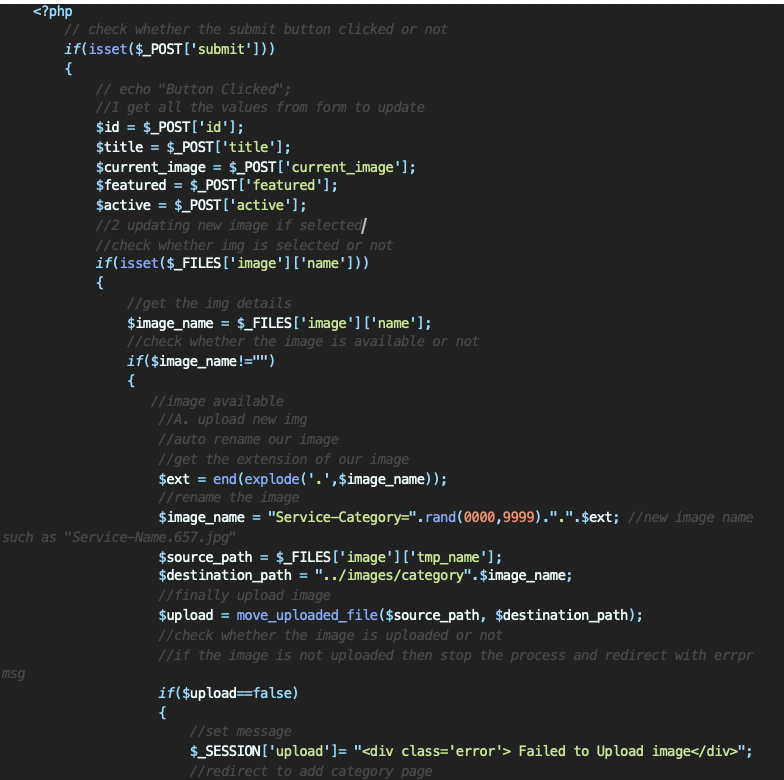 <?php
// check whether the submit button clicked or not
if(isset($_POST['submit']))
{
// echo "Button Clicked";
//1 get all the values from form to update
$id = $_POST['id'];
$title = $_POST['title'];
$current_image = $_POST['current_image'];
$featured = $_POST['featured'];
$active = $_POST['active'];
//2 updating new image if selected
//check whether img is selected or not
if(isset($_FILES['image']['name']))
{
//get the img details
$image_name = $_FILES['image']['name'];
//check whether the image is available or not
if($image_name!="")
{
//image available
//A. upload new img
//auto rename our image
//get the extension of our image
$ext = end(explode('.',$image_name));
//rename the image
$image_name = "Service-Category=".rand(0000,9999).".".$ext; //new image name
such as "Service-Name.657.jpg"
$source_path = $_FILES['image']['tmp_name'];
$destination_path = "../images/category".$image_name;
//finally upload image
$upload = move_uploaded_file($source_path, $destination_path);
//check whether the image is uploaded or not
//if the image is not uploaded then stop the process and redirect with errpr
msg
if($upload==false)
{
//set message
$_SESSION['upload']= "<div class='error'> Failed to Upload image</div>";
//redirect to add category page